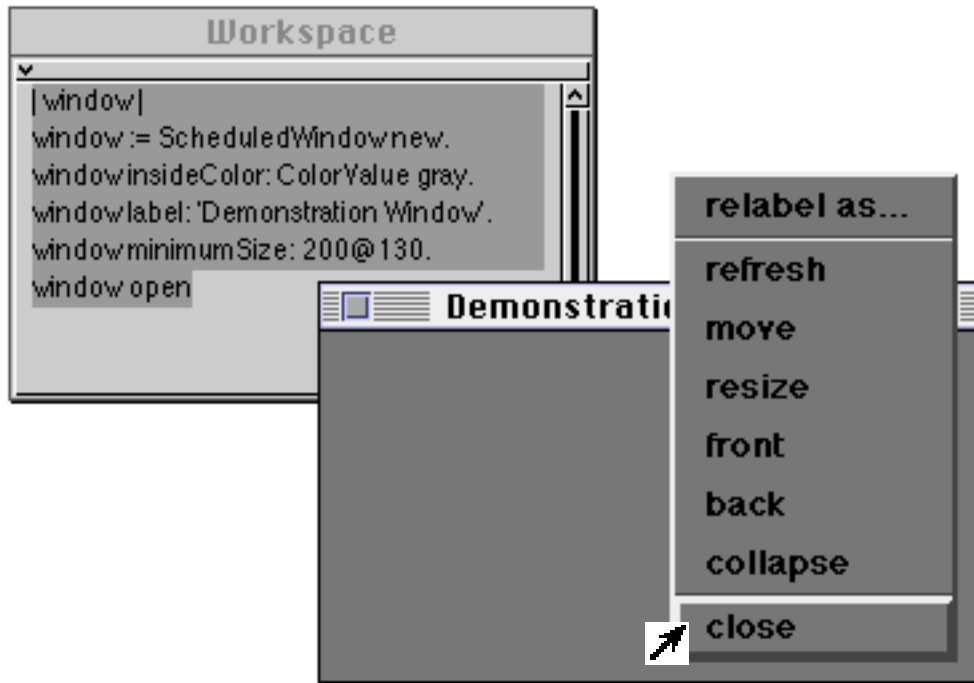 Workspace
|window|
window := ScheduledWindow new.
window insideColor: ColorValue gray.
window label: 'Demonstration Window'.
window minimumSize: 200@130.
window open
Demonstratio
relabel as...
refresh
move
resize
front
back
collapse
close